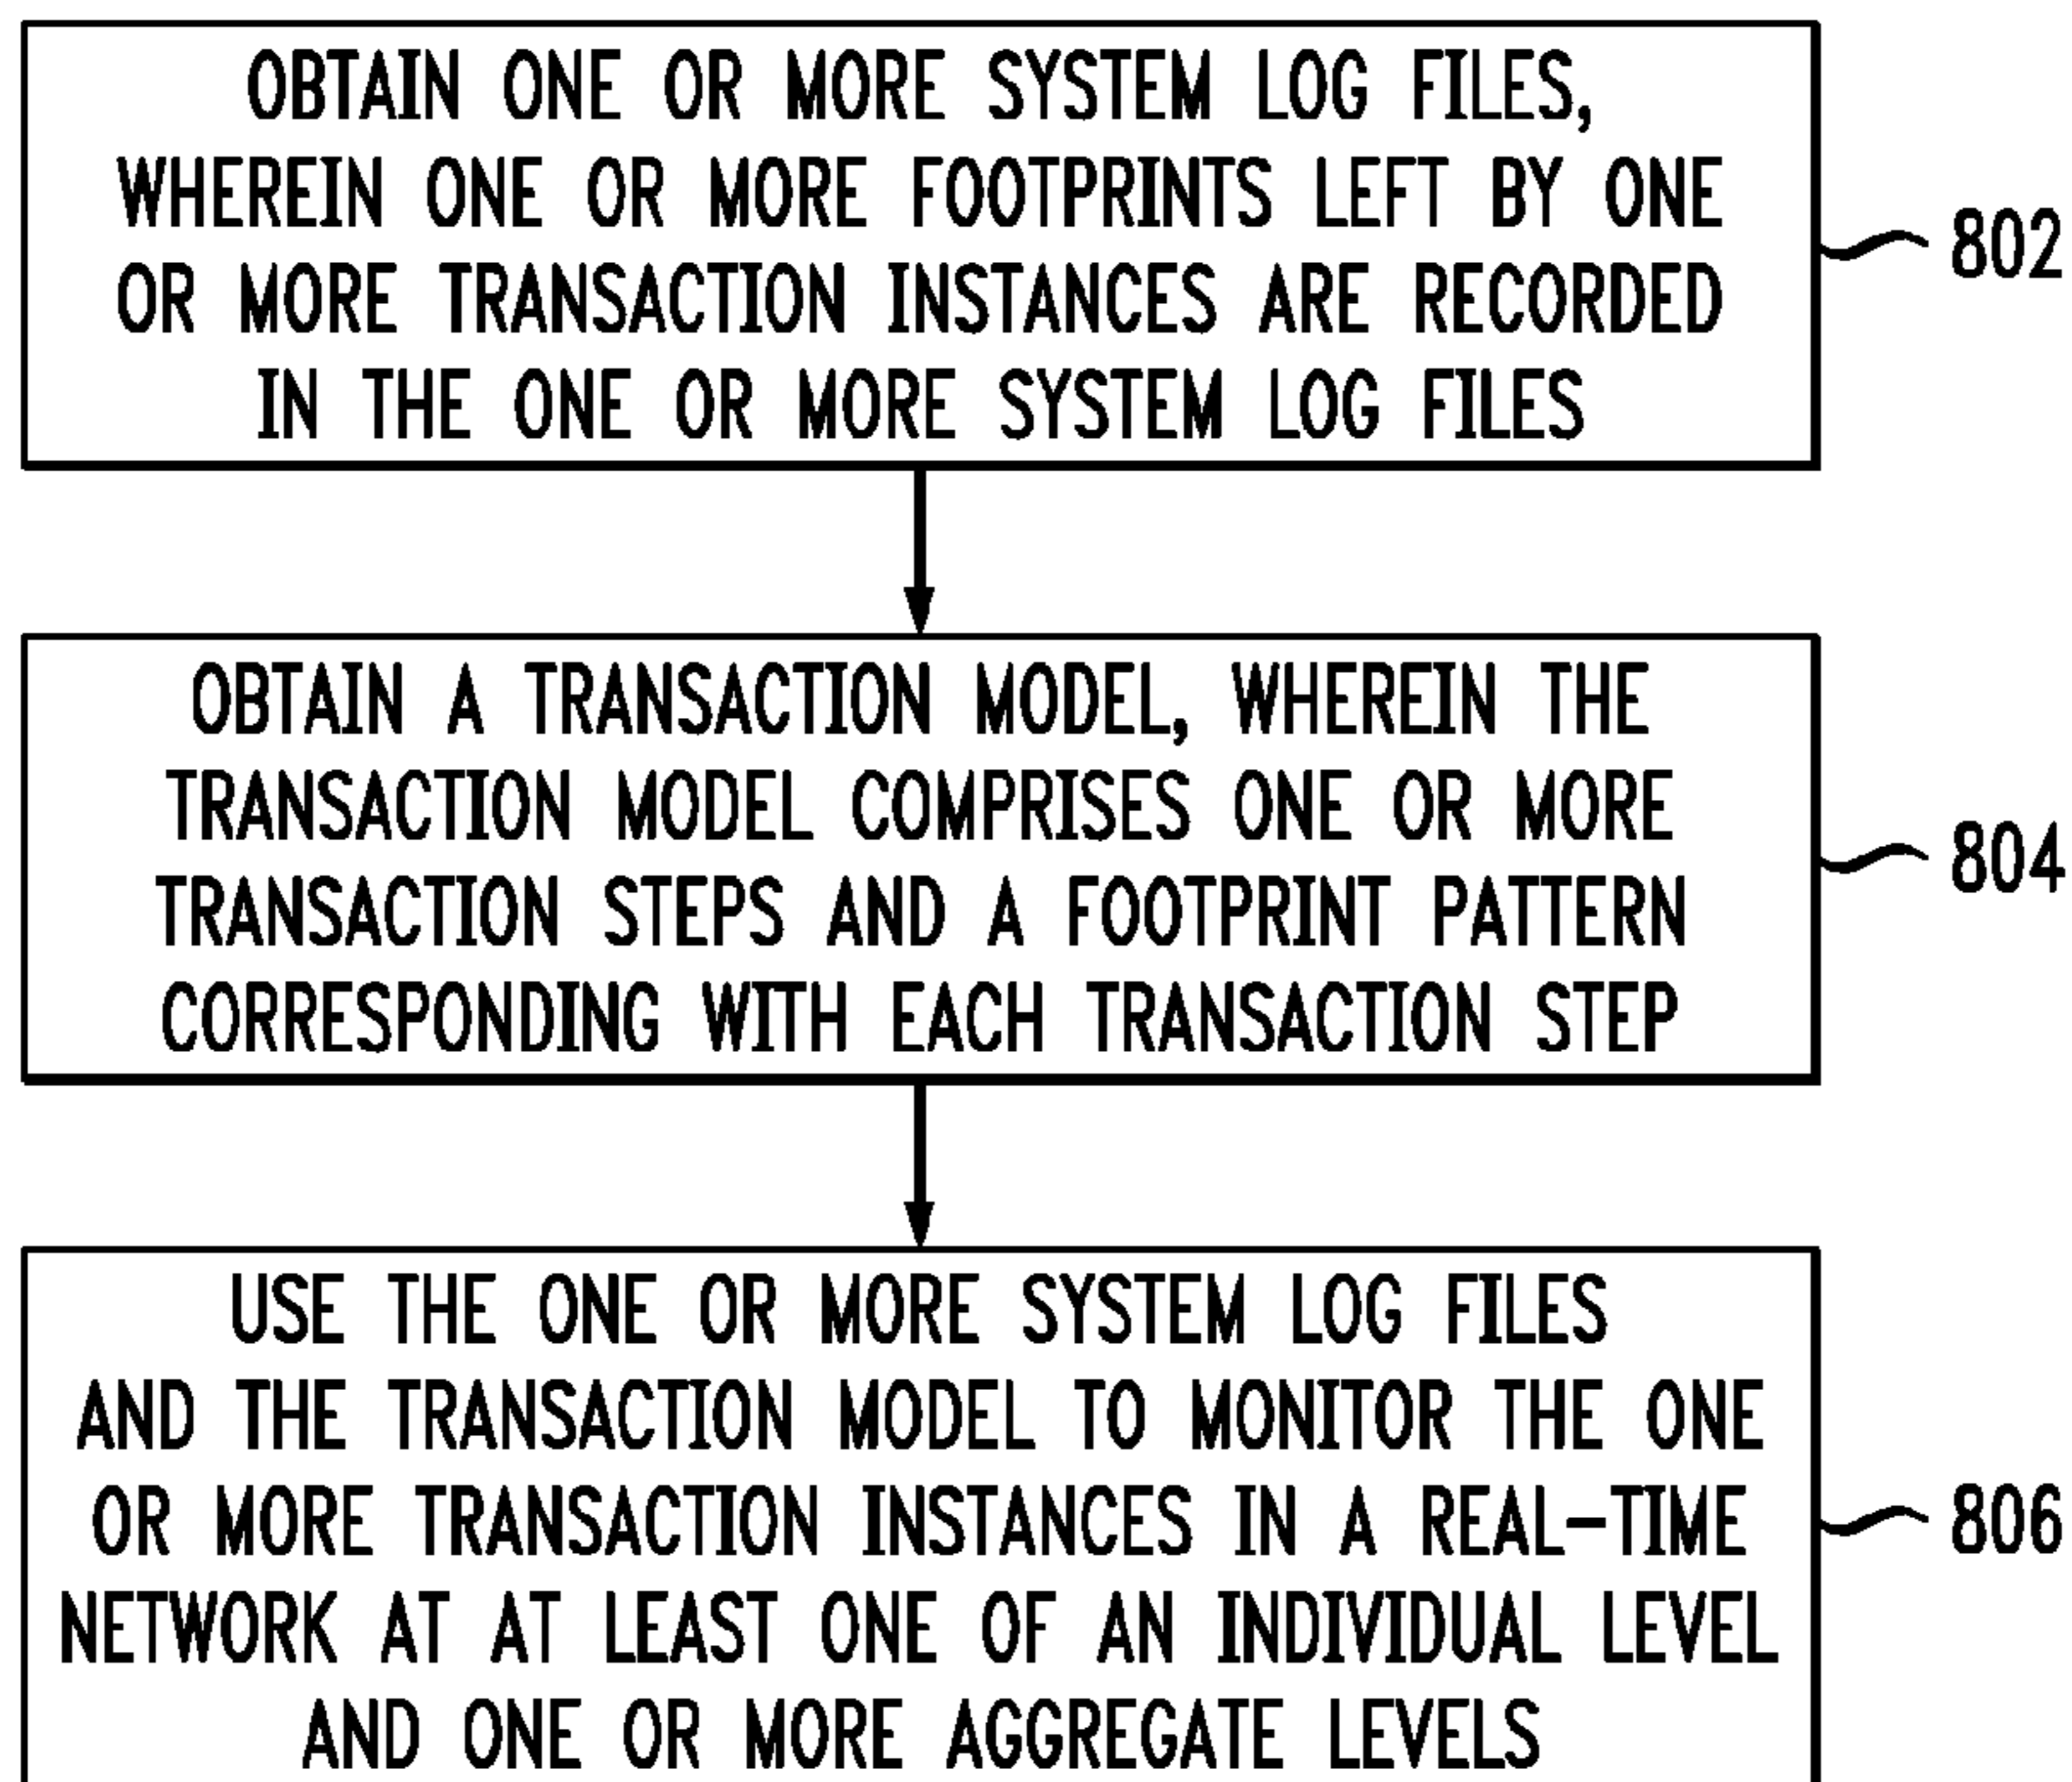 OBTAIN ONE OR MORE SYSTEM LOG FILES,
WHEREIN ONE OR MORE FOOTPRINTS LEFT BY ONE
OR MORE TRANSACTION INSTANCES ARE RECORDED
IN THE ONE OR MORE SYSTEM LOG FILES
802
OBTAIN A TRANSACTION MODEL, WHEREIN THE
TRANSACTION MODEL COMPRISES ONE OR MORE
TRANSACTION STEPS AND A FOOTPRINT PATTERN
CORRESPONDING WITH EACH TRANSACTION STEP
804
USE THE ONE OR MORE SYSTEM LOG FILES
AND THE TRANSACTION MODEL TO MONITOR THE ONE
OR MORE TRANSACTION INSTANCES IN A REAL-TIME
NETWORK AT AT LEAST ONE OF AN INDIVIDUAL LEVEL
AND ONE OR MORE AGGREGATE LEVELS
806